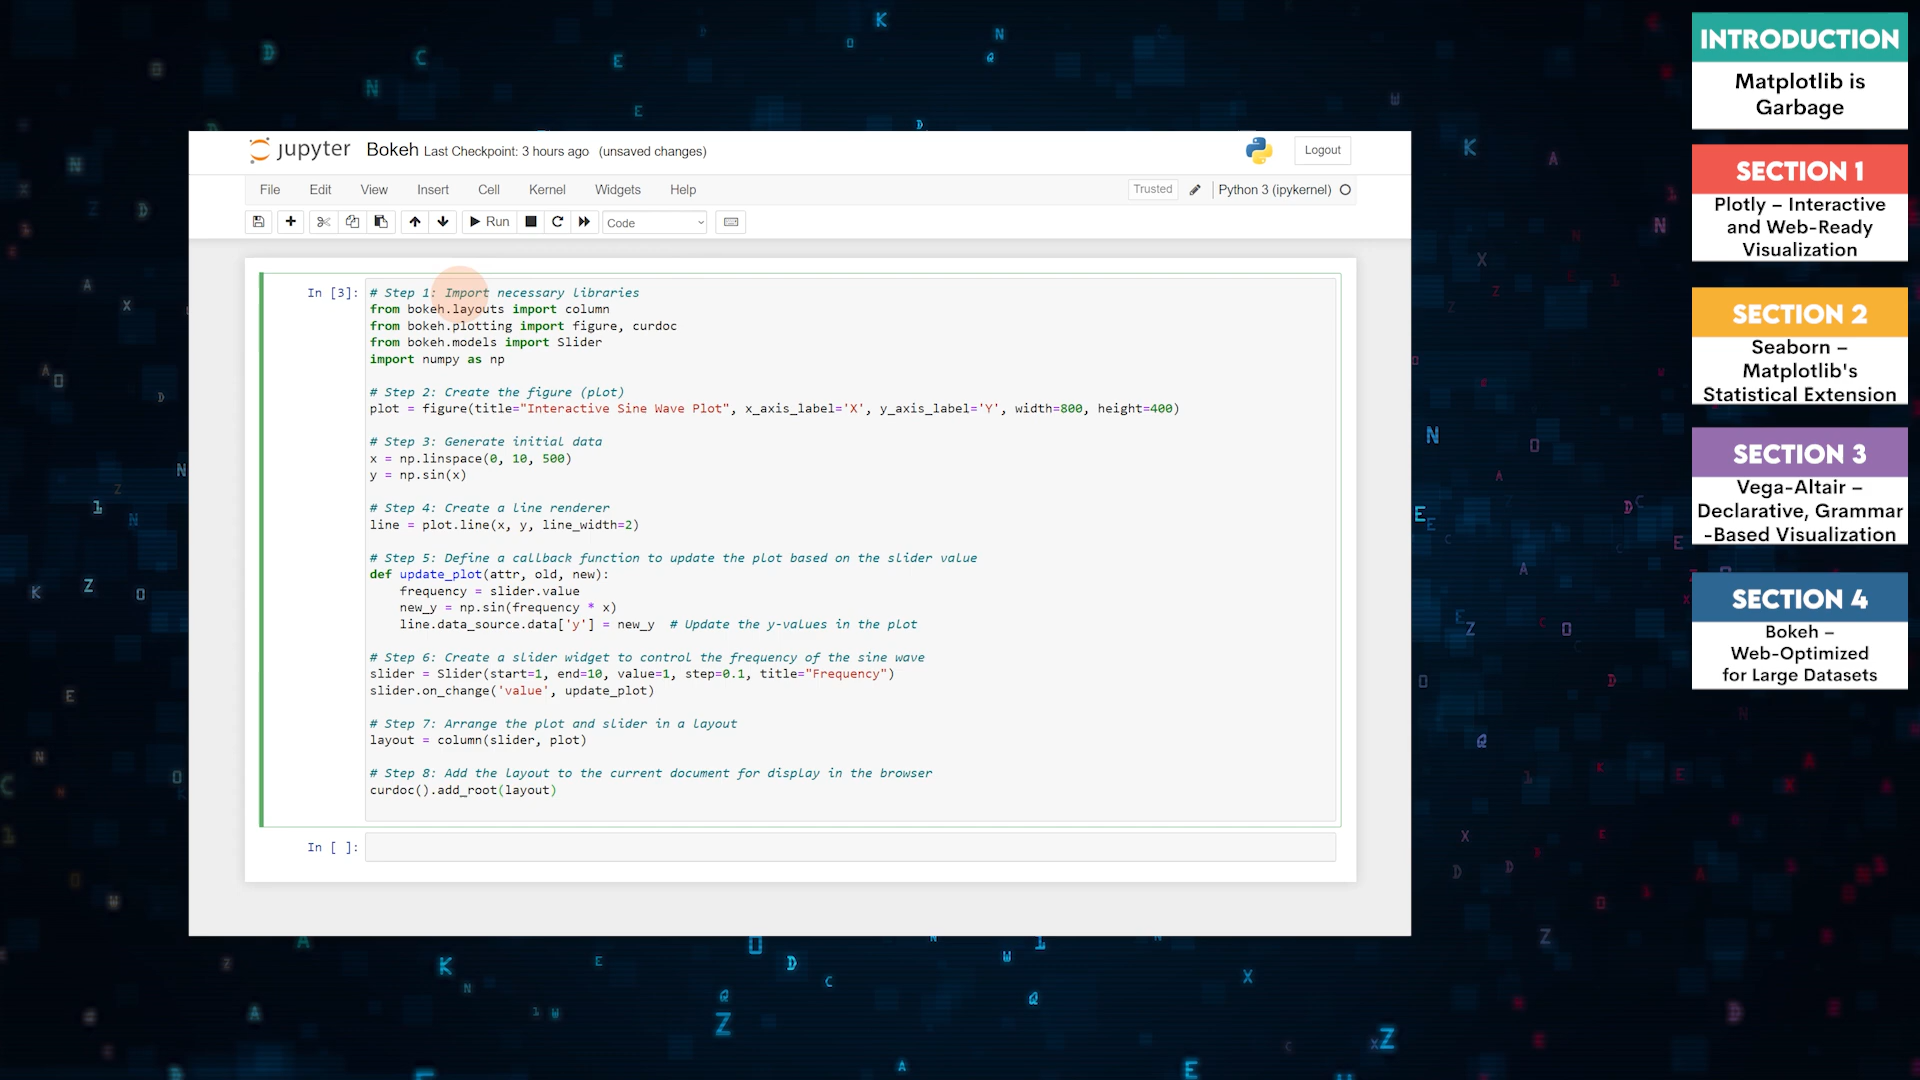 jupyter Bokeh Last Checkpoint: 3 hours ago (unsaved changes)
Logout
File Edit View Insert Cell Kernel Widgets Help
Trusted Python 3 (ipykernel)
Run Code
In [3]:
# Step 1: Import necessary libraries
from bokeh.layouts import column
from bokeh.plotting import figure, curdoc
from bokeh.models import Slider
import numpy as np
# Step 2: Create the figure (plot)
plot = figure(title="Interactive Sine Wave Plot", x_axis_label='X', y_axis_label='Y', width=800, height=400)
# Step 3: Generate initial data
x = np.linspace(0, 10, 500)
y = np.sin(x)
# Step 4: Create a line renderer
line = plot.line(x, y, line_width=2)
# Step 5: Define a callback function to update the plot based on the slider value
def update_plot(attr, old, new):
    frequency = slider.value
    new_y = np.sin(frequency * x)
    line.data_source.data['y'] = new_y  # Update the y-values in the plot
# Step 6: Create a slider widget to control the frequency of the sine wave
slider = Slider(start=1, end=10, value=1, step=0.1, title="Frequency")
slider.on_change('value', update_plot)
# Step 7: Arrange the plot and slider in a layout
layout = column(slider, plot)
# Step 8: Add the layout to the current document for display in the browser
curdoc().add_root(layout)
In [ ]:
INTRODUCTION
Matplotlib is
Garbage
SECTION 1
Plotly – Interactive
and Web-Ready
Visualization
SECTION 2
Seaborn –
Matplotlib's
Statistical Extension
SECTION 3
Vega-Altair –
Declarative, Grammar
-Based Visualization
SECTION 4
Bokeh –
Web-Optimized
for Large Datasets